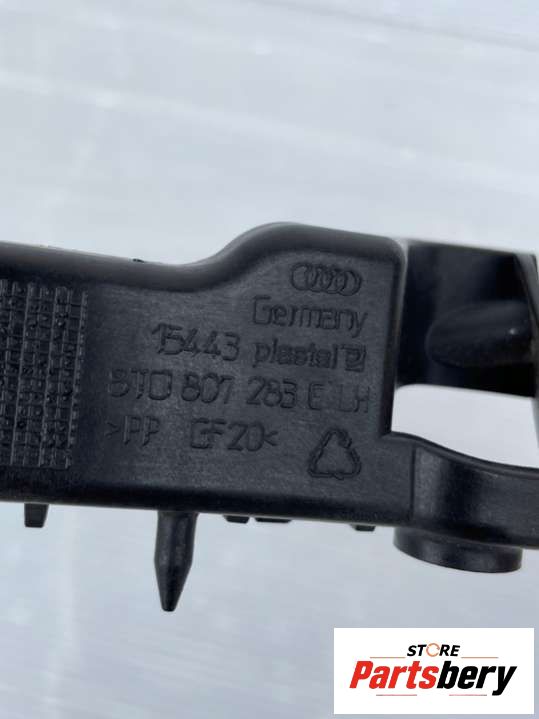 Germany
15443 plastal
8T0 807 283 E LH
>PP GF20<
STORE
Partsbery